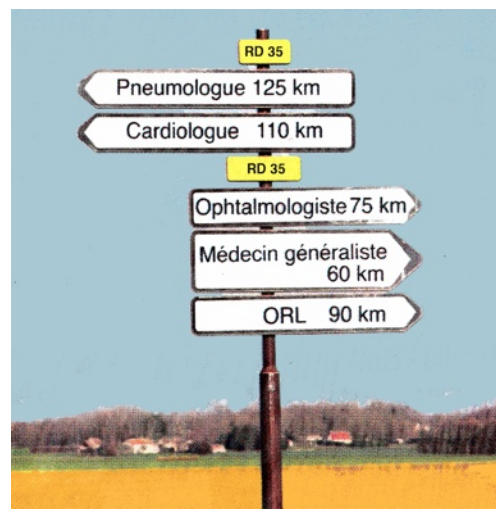 RD 35
Pneumologue 125 km
Cardiologue 110 km
RD 35
Ophtalmologiste 75 km
Médecin généraliste
60 km
ORL 90 km